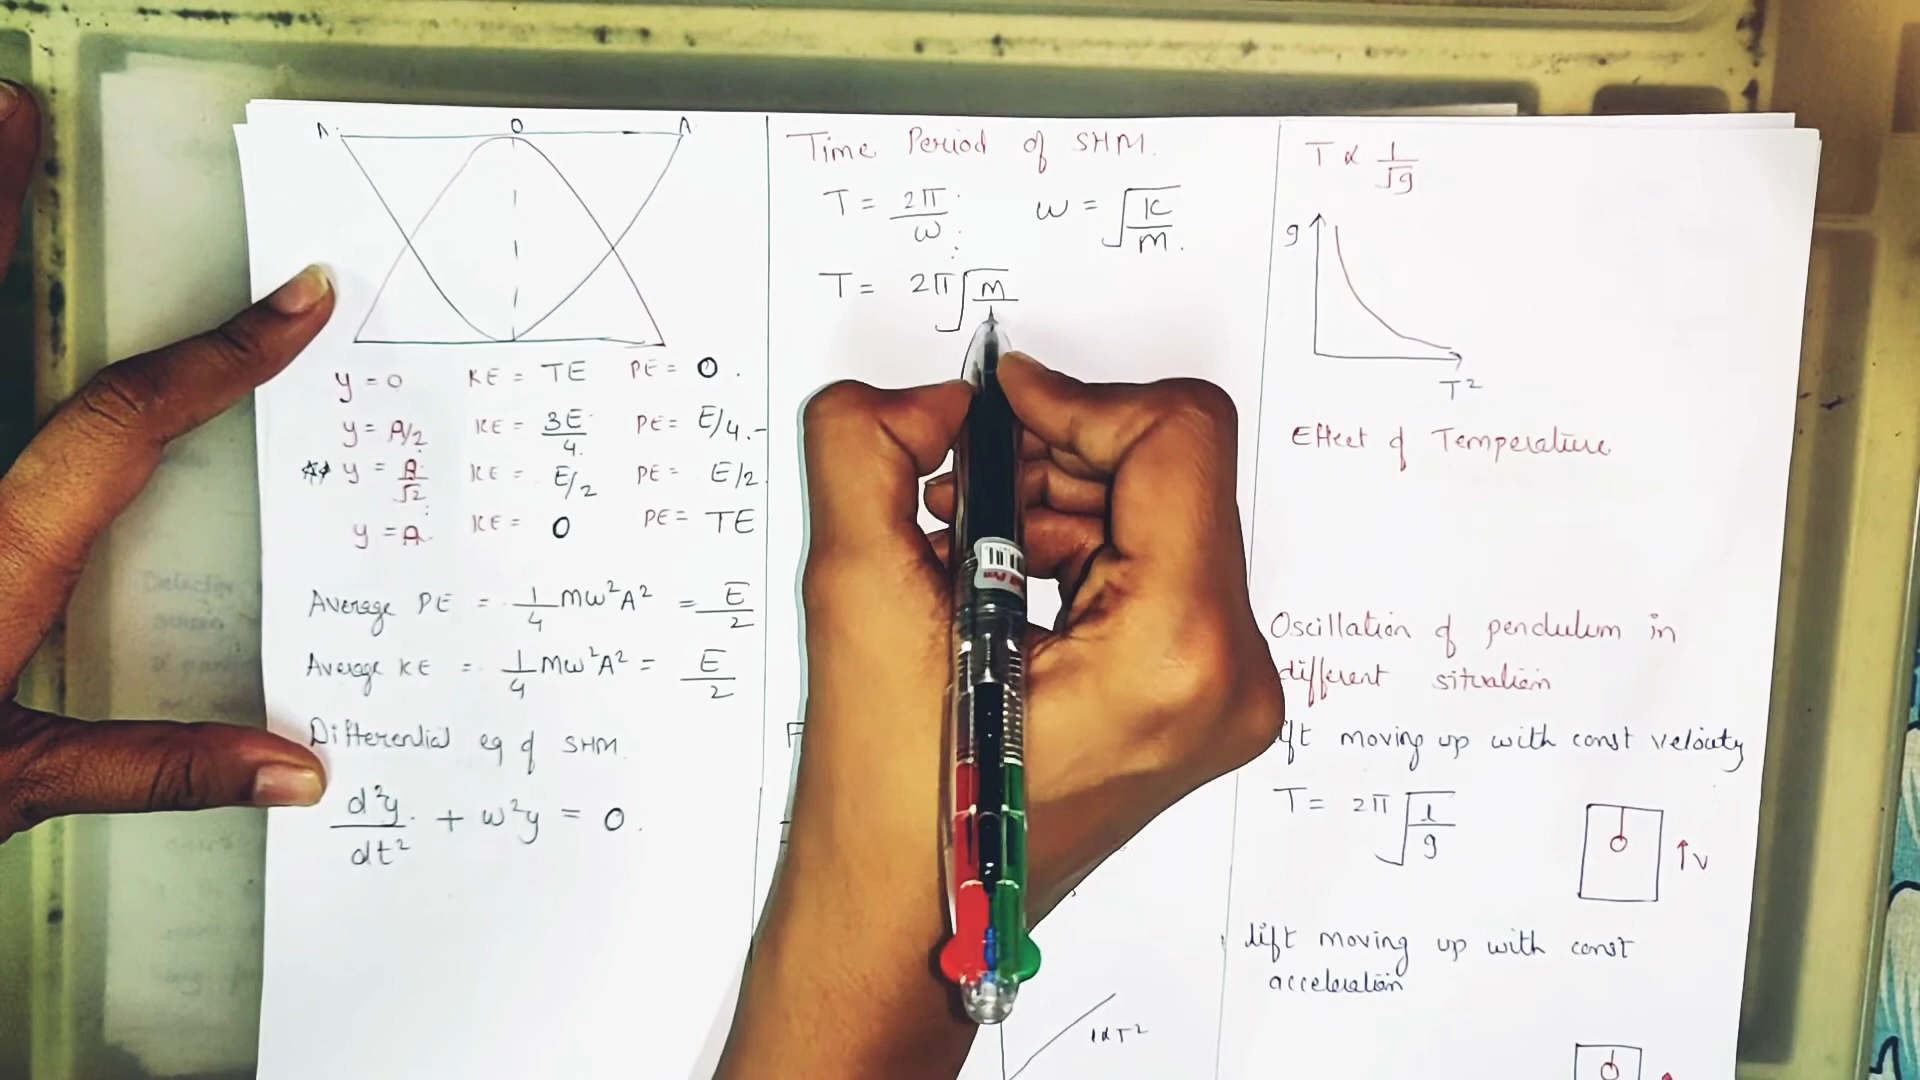 A O A
y = 0 KE = TE PE = 0
y = A/2 KE = 3E/4 PE = E/4
y = A/√2 KE = E/2 PE = E/2
y = A KE = 0 PE = TE
Average PE = 1/4 mω²A² = E/2
Average KE = 1/4 mω²A² = E/2
Differential eq of SHM
d²y/dt² + ω²y = 0
Time Period of SHM.
T = 2π/ω ω = √K/m
T = 2π√m/
l α T²
T α 1/√g
g
T²
Effect of Temperature
Oscillation of pendulum in
different situation
ift moving up with const velocity
T = 2π√l/g
↑v
lift moving up with const
acceleration